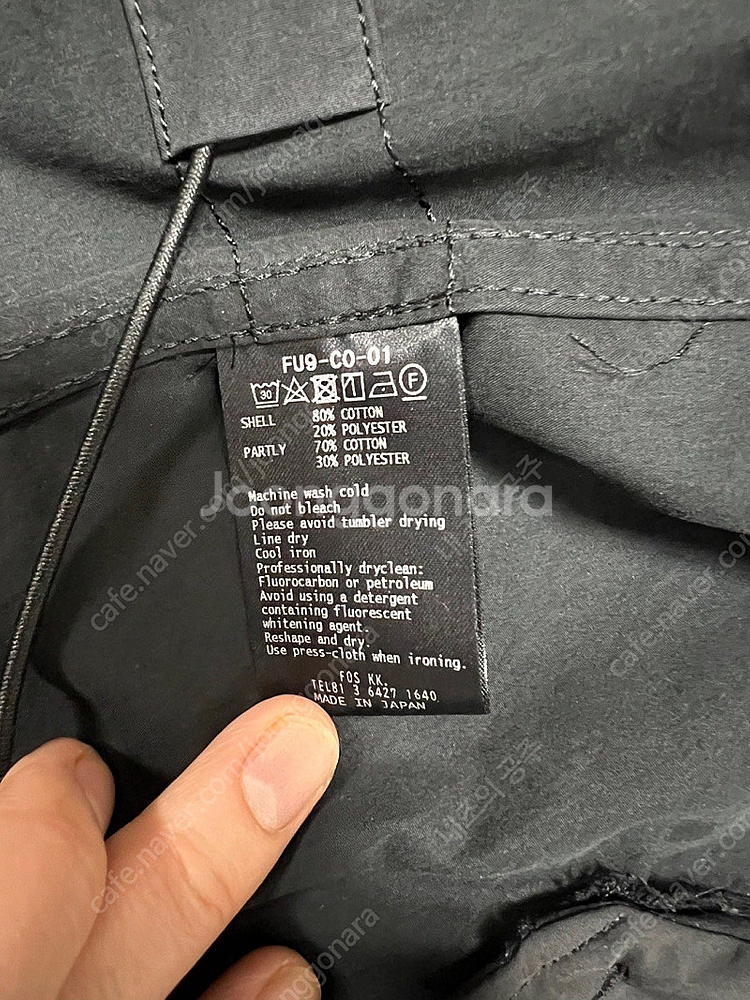 FU9-CO-01
30
F
SHELL 80% COTTON
20% POLYESTER
PARTLY 70% COTTON
30% POLYESTER
Machine wash cold
Do not bleach
Please avoid tumbler drying
Line dry
Cool iron
Professionally dryclean:
Fluorocarbon or petroleum
Avoid using a detergent
containing fluorescent
whitening agent.
Reshape and dry.
Use press-cloth when ironing.
FOS KK.
TEL81 3 6427 1640
MADE IN JAPAN
Joonggonara